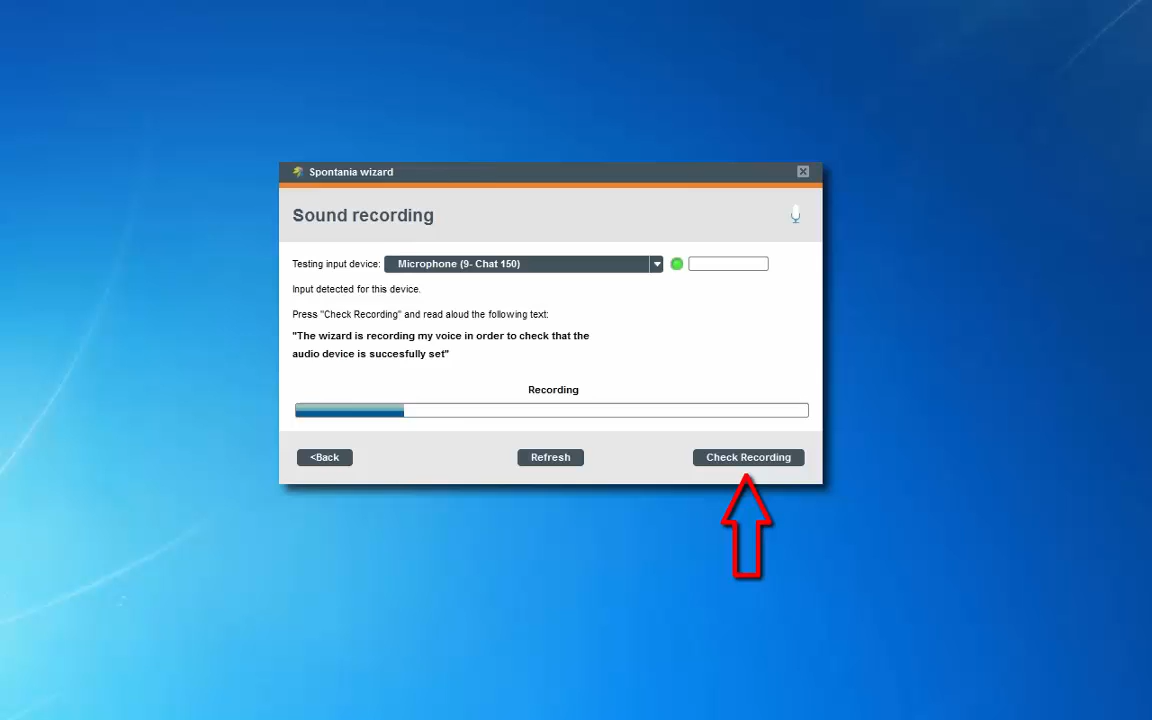 Spontania wizard
Sound recording
Testing input device: Microphone (9- Chat 150)
Input detected for this device.
Press "Check Recording" and read aloud the following text:
"The wizard is recording my voice in order to check that the
audio device is succesfully set"
Recording
<Back Refresh Check Recording